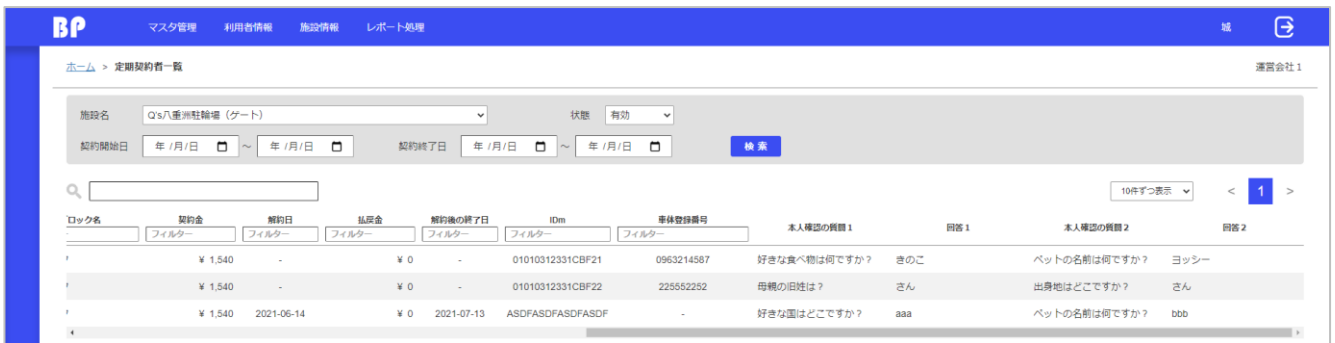 BP マスタ管理 利用者情報 施設情報 レポート処理 城
ホーム > 定期契約者一覧 運営会社1
施設名 Q's八重洲駐輪場（ゲート） 状態 有効
契約開始日 年 /月/日 ～ 年 /月/日 契約終了日 年 /月/日 ～ 年 /月/日 検索
10件ずつ表示 < 1 >
ロック名 契約金 解約日 払戻金 解約後の終了日 IDm 車体登録番号 本人確認の質問1 回答1 本人確認の質問2 回答2
フィルター フィルター フィルター フィルター フィルター フィルター
¥ 1,540 - ¥ 0 - 01010312331CBF21 0963214587 好きな食べ物は何ですか？ きのこ ペットの名前は何ですか？ ヨッシー
¥ 1,540 - ¥ 0 - 01010312331CBF22 225552252 母親の旧姓は？ さん 出身地はどこですか？ さん
¥ 1,540 2021-06-14 ¥ 0 2021-07-13 ASDFASDFASDFASDF - 好きな国はどこですか？ aaa ペットの名前は何ですか？ bbb